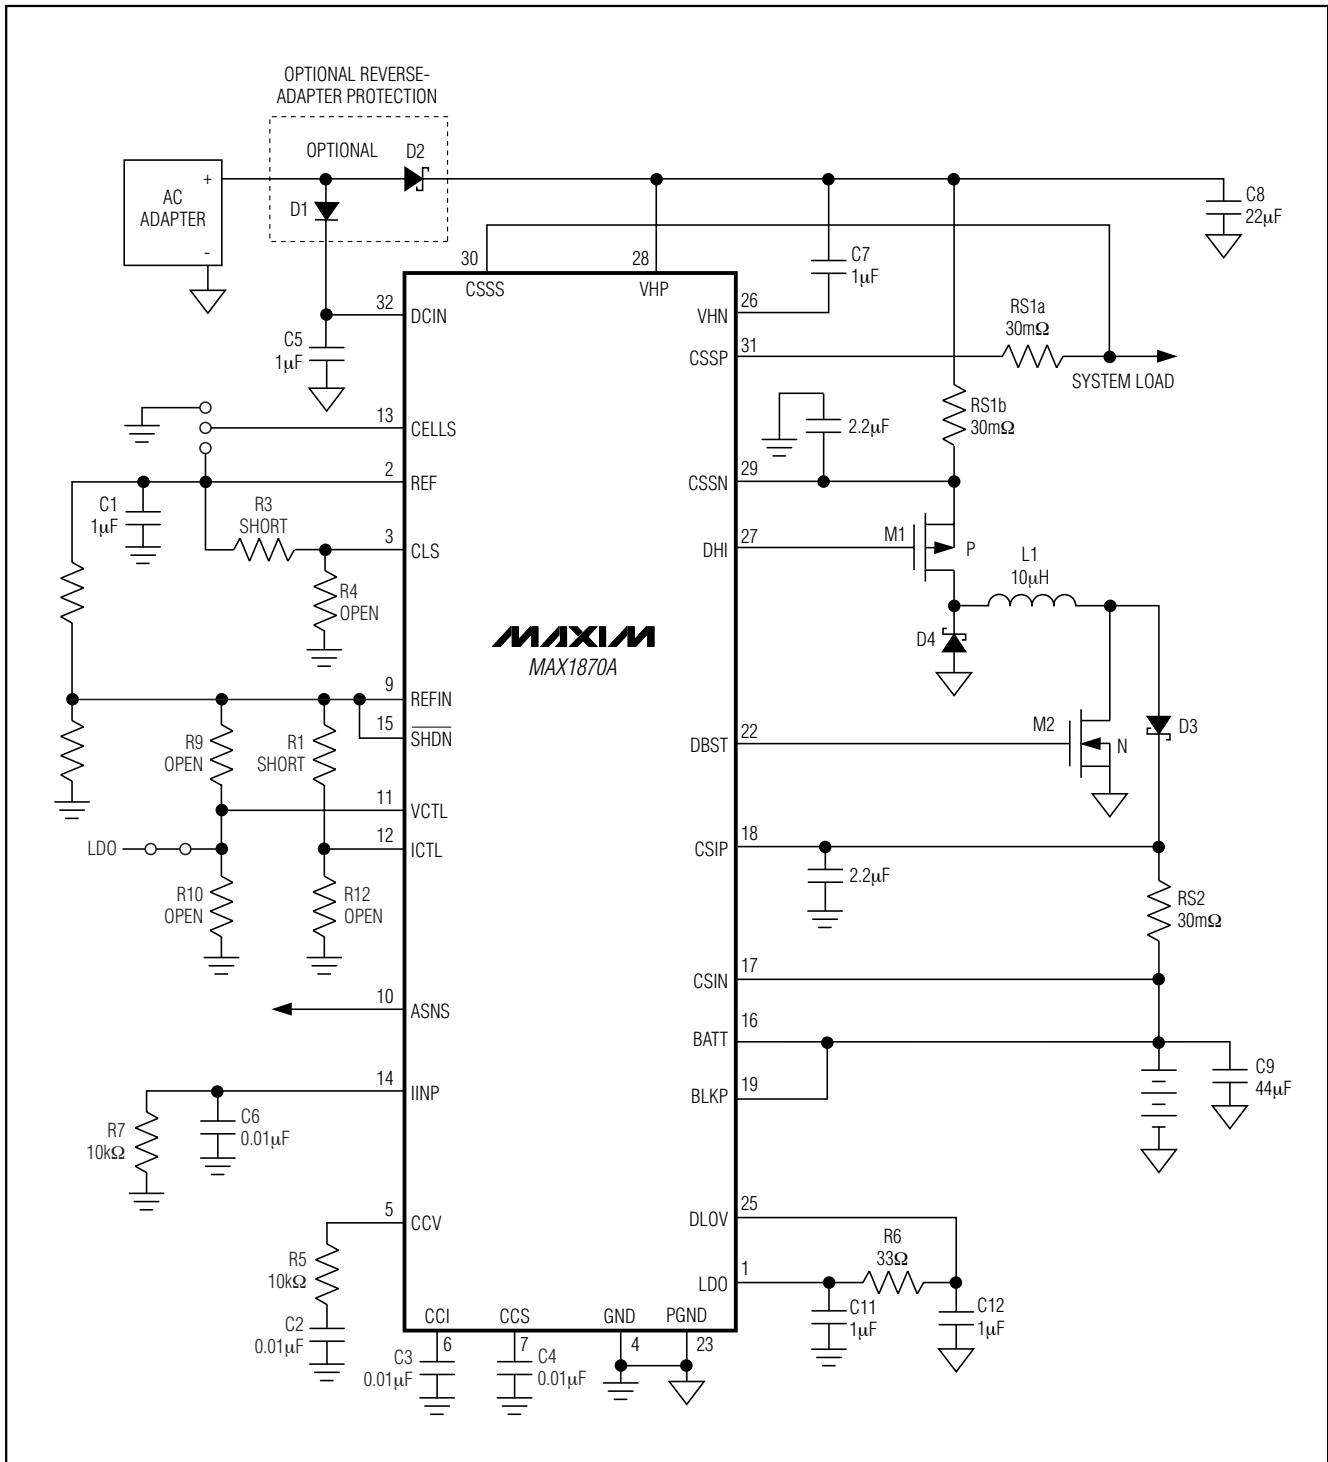 OPTIONAL REVERSE-
ADAPTER PROTECTION
OPTIONAL
D2
AC
ADAPTER
+
-
D1
C8
22µF
30
CSSS
28
VHP
C7
1µF
32
DCIN
26
VHN
C5
1µF
31
CSSP
RS1a
30mΩ
SYSTEM LOAD
13
CELLS
2.2µF
RS1b
30mΩ
2
REF
29
CSSN
C1
1µF
R3
SHORT
3
CLS
27
DHI
M1
P
L1
10µH
R4
OPEN
MAXIM
MAX1870A
D4
9
REFIN
15
SHDN
22
DBST
M2
N
D3
R9
OPEN
R1
SHORT
11
VCTL
LDO
12
ICTL
18
CSIP
2.2µF
R10
OPEN
R12
OPEN
RS2
30mΩ
17
CSIN
10
ASNS
16
BATT
14
IINP
19
BLKP
C9
44µF
R7
10kΩ
C6
0.01µF
5
CCV
25
DLOV
R5
10kΩ
R6
33Ω
1
LDO
C2
0.01µF
CCI
CCS
GND
PGND
C11
1µF
C12
1µF
6
7
4
23
C3
0.01µF
C4
0.01µF